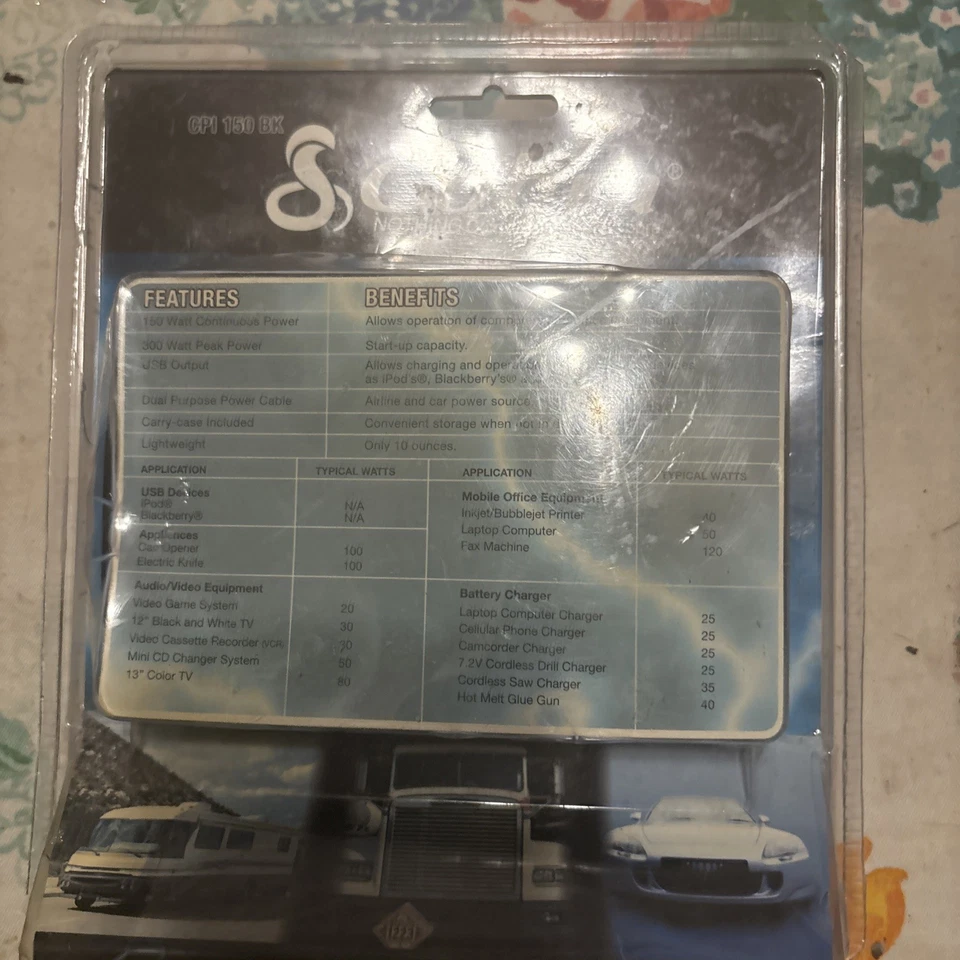 CPI 150 BK
®
FEATURES BENEFITS
150 Watt Continuous Power Allows operation of
300 Watt Peak Power Start-up capacity.
USB Output Allows charging and
as iPod's®, Blackberry's®
Dual Purpose Power Cable Airline and car power source
Carry-case included Convenient storage when not in
Lightweight Only 10 ounces.
APPLICATION TYPICAL WATTS APPLICATION TYPICAL WATTS
USB Devices
iPod® N/A
Blackberry® N/A
Appliances
Can Opener 100
Electric Knife 100
Mobile Office Equipment
Inkjet/Bubblejet Printer 40
Laptop Computer
Fax Machine 120
Audio/Video Equipment
Video Game System 20
12" Black and White TV 30
Video Cassette Recorder (VCR)
Mini CD Changer System
13" Color TV 80
Battery Charger
Laptop Computer Charger 25
Cellular Phone Charger 25
Camcorder Charger 25
7.2V Cordless Drill Charger 25
Cordless Saw Charger 35
Hot Melt Glue Gun 40